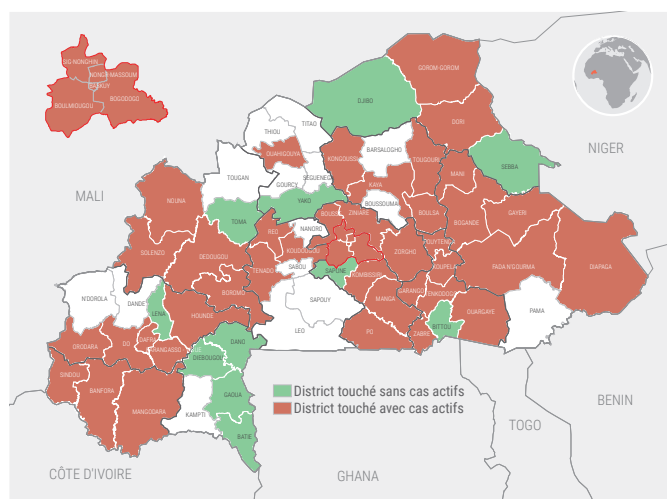 SIG-NONGHIN
NONGR-MASSOUM
BASKUY
BOULMIOUGOU
BOGODOGO
GOROM-GOROM
DJIBO
DORI
NIGER
TITAO
THIOU
BARSALOGHO
OUAHIGOUYA
KONGOUSSI
TOUGOURI
SEBBA
MALI
TOUGAN
SEGUENEGA
GOURCY
KAYA
MANI
NOUNA
YAKO
BOUSSOUMA
TOMA
BOUSSE
ZINIARE
BOULSA
GAYERI
BOGANDE
NANORO
REO
SOLENZO
DEDOUGOU
KOUDOUGOU
ZORGHO
POUYTENGA
KOUPELA
FADA N'GOURMA
DIAPAGA
TENADO
SABOU
SAPONE
KOMBISSIRI
N'DOROLA
DANDE
LENA
BOROMO
SAPOUY
MANGA
GARANGO
TENKODOGO
HOUNDE
LEO
PO
ZABRE
BITTOU
OUARGAYE
PAMA
ORODARA
DO
DAFRA
KARANGASSO
DANO
DIEBOUGOU
SINDOU
BANFORA
MANGODARA
KAMPTI
GAOUA
BATIE
District touché sans cas actifs
District touché avec cas actifs
BENIN
TOGO
CÔTE D'IVOIRE
GHANA